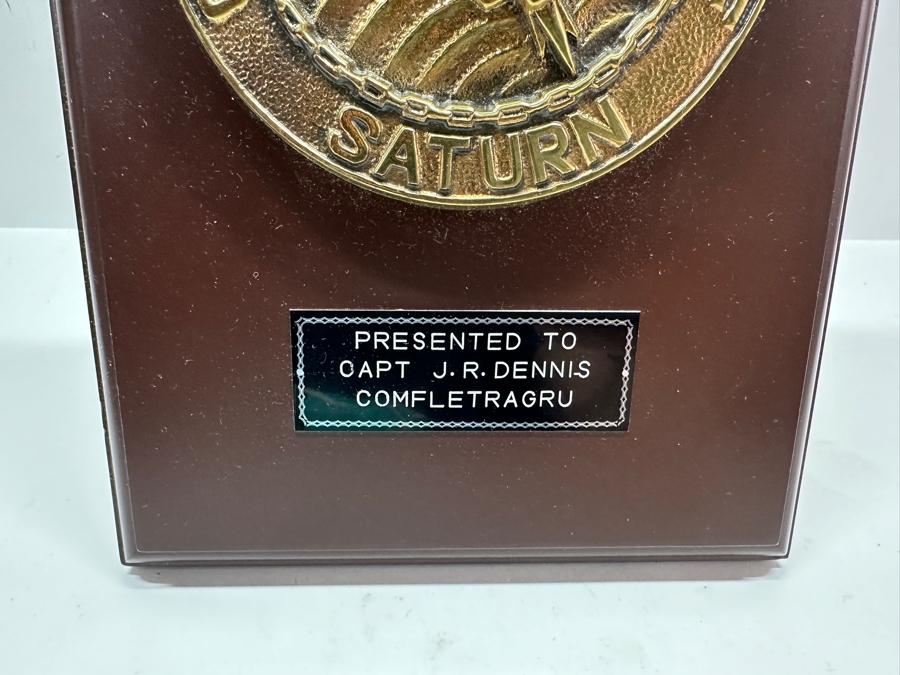 SATURN
PRESENTED TO
CAPT J.R. DENNIS
COMFLETRAGRU